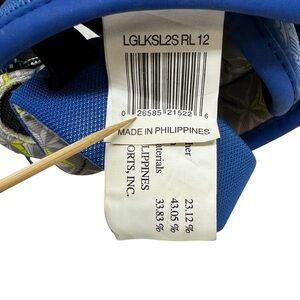 LGLKSL2S RL 12
0 26585 21522 6
MADE IN PHILIPPINES
23.12 %
43.05 %
33.83 %
her
aterials
LIPPINES
ORTS, INC.